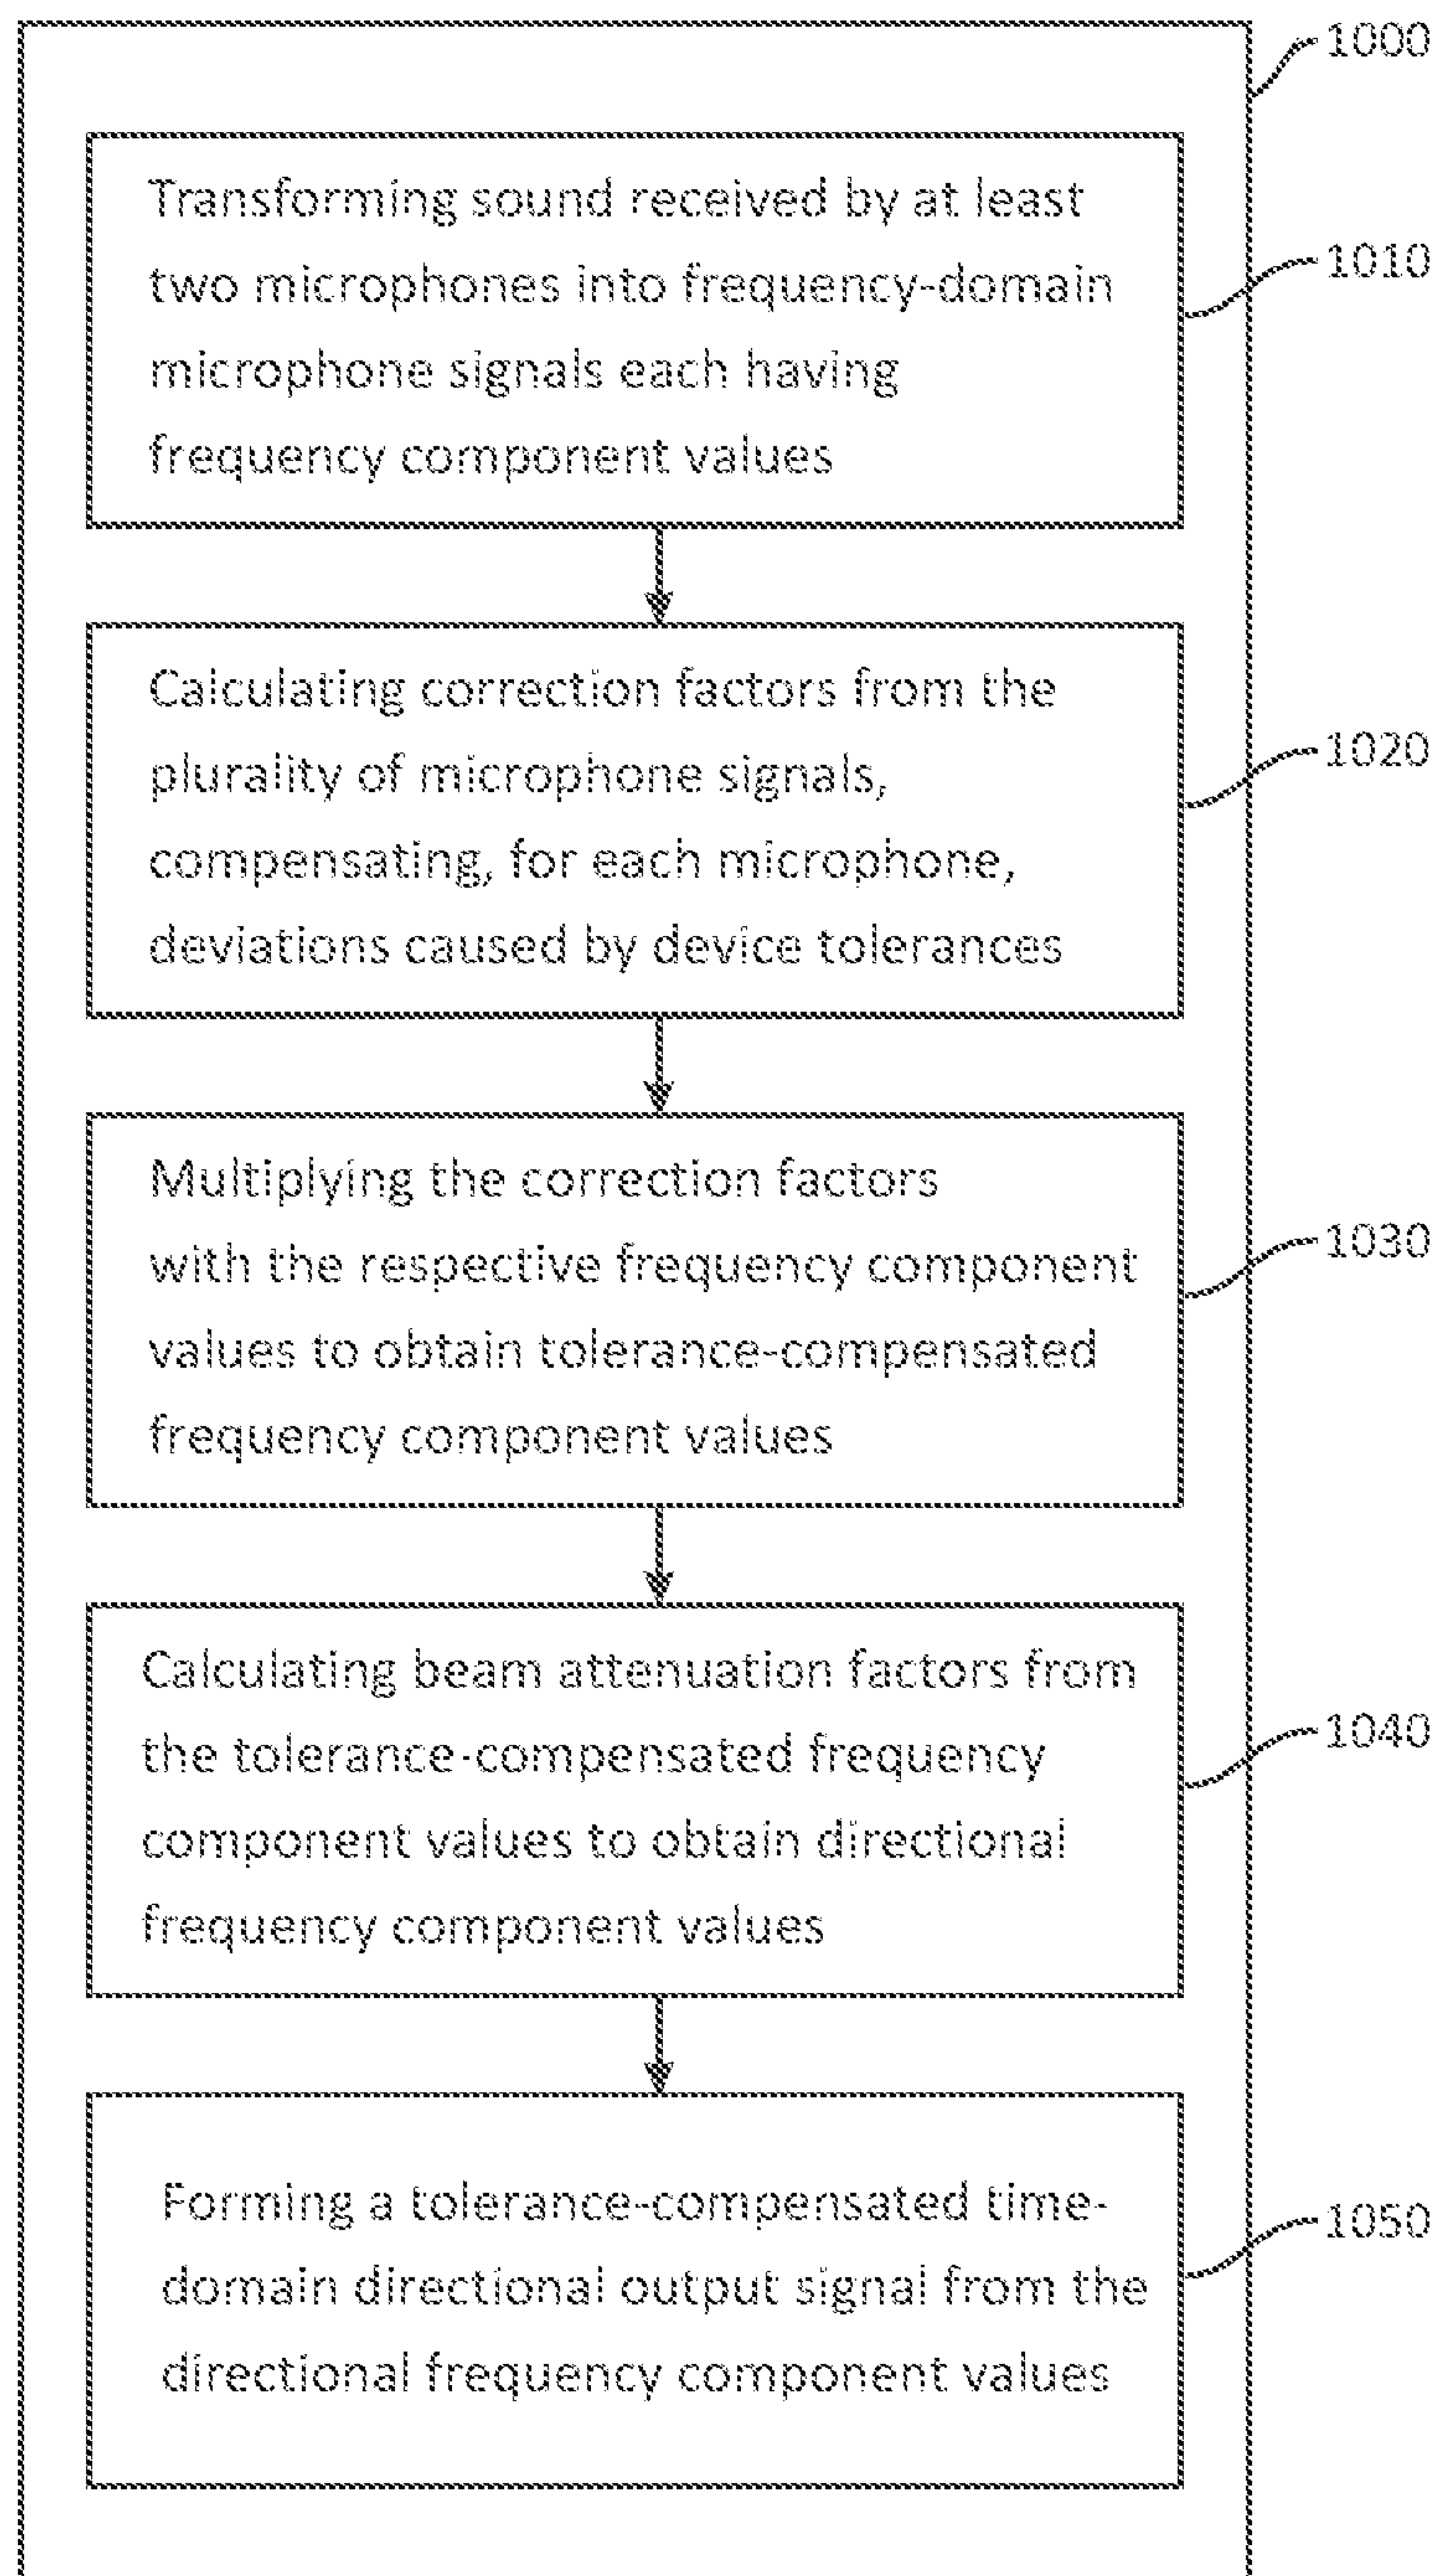 1000
Transforming sound received by at least
two microphones into frequency-domain
microphone signals each having
frequency component values
1010
Calculating correction factors from the
plurality of microphone signals,
compensating, for each microphone,
deviations caused by device tolerances
1020
Multiplying the correction factors
with the respective frequency component
values to obtain tolerance-compensated
frequency component values
1030
Calculating beam attenuation factors from
the tolerance-compensated frequency
component values to obtain directional
frequency component values
1040
Forming a tolerance-compensated time-
domain directional output signal from the
directional frequency component values
1050